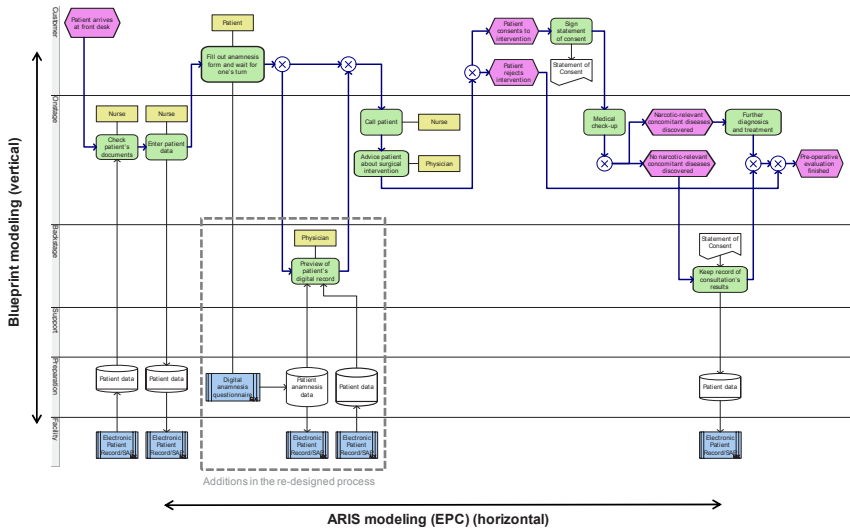 Customer
Patient arrives
at front desk
Patient
Fill out anamnesis
form and wait for
one's turn
Patient
consents to
intervention
Sign
statement
of consent
Patient
rejects
intervention
Statement of
Consent
Onstage
Nurse
Nurse
Check
patient's
documents
Enter patient
data
Call patient
Nurse
Advice patient
about surgical
intervention
Physician
Medical
check-up
Narcotic-relevant
concomitant diseases
discovered
Further
diagnostics
and treatment
No narcotic-relevant
concomitant diseases
discovered
Pre-operative
evaluation
finished
Blueprint modeling (vertical)
Backstage
Physician
Preview of
patient's
digital record
Statement of
Consent
Keep record of
consultation's
results
Support
Preparation
Patient data
Patient data
Digital
anamnesis
questionnaire
Patient
anamnesis
data
Patient data
Patient data
Facility
Electronic
Patient
Record/SAP
Electronic
Patient
Record/SAP
Electronic
Patient
Record/SAP
Electronic
Patient
Record/SAP
Electronic
Patient
Record/SAP
Additions in the re-designed process
ARIS modeling (EPC) (horizontal)